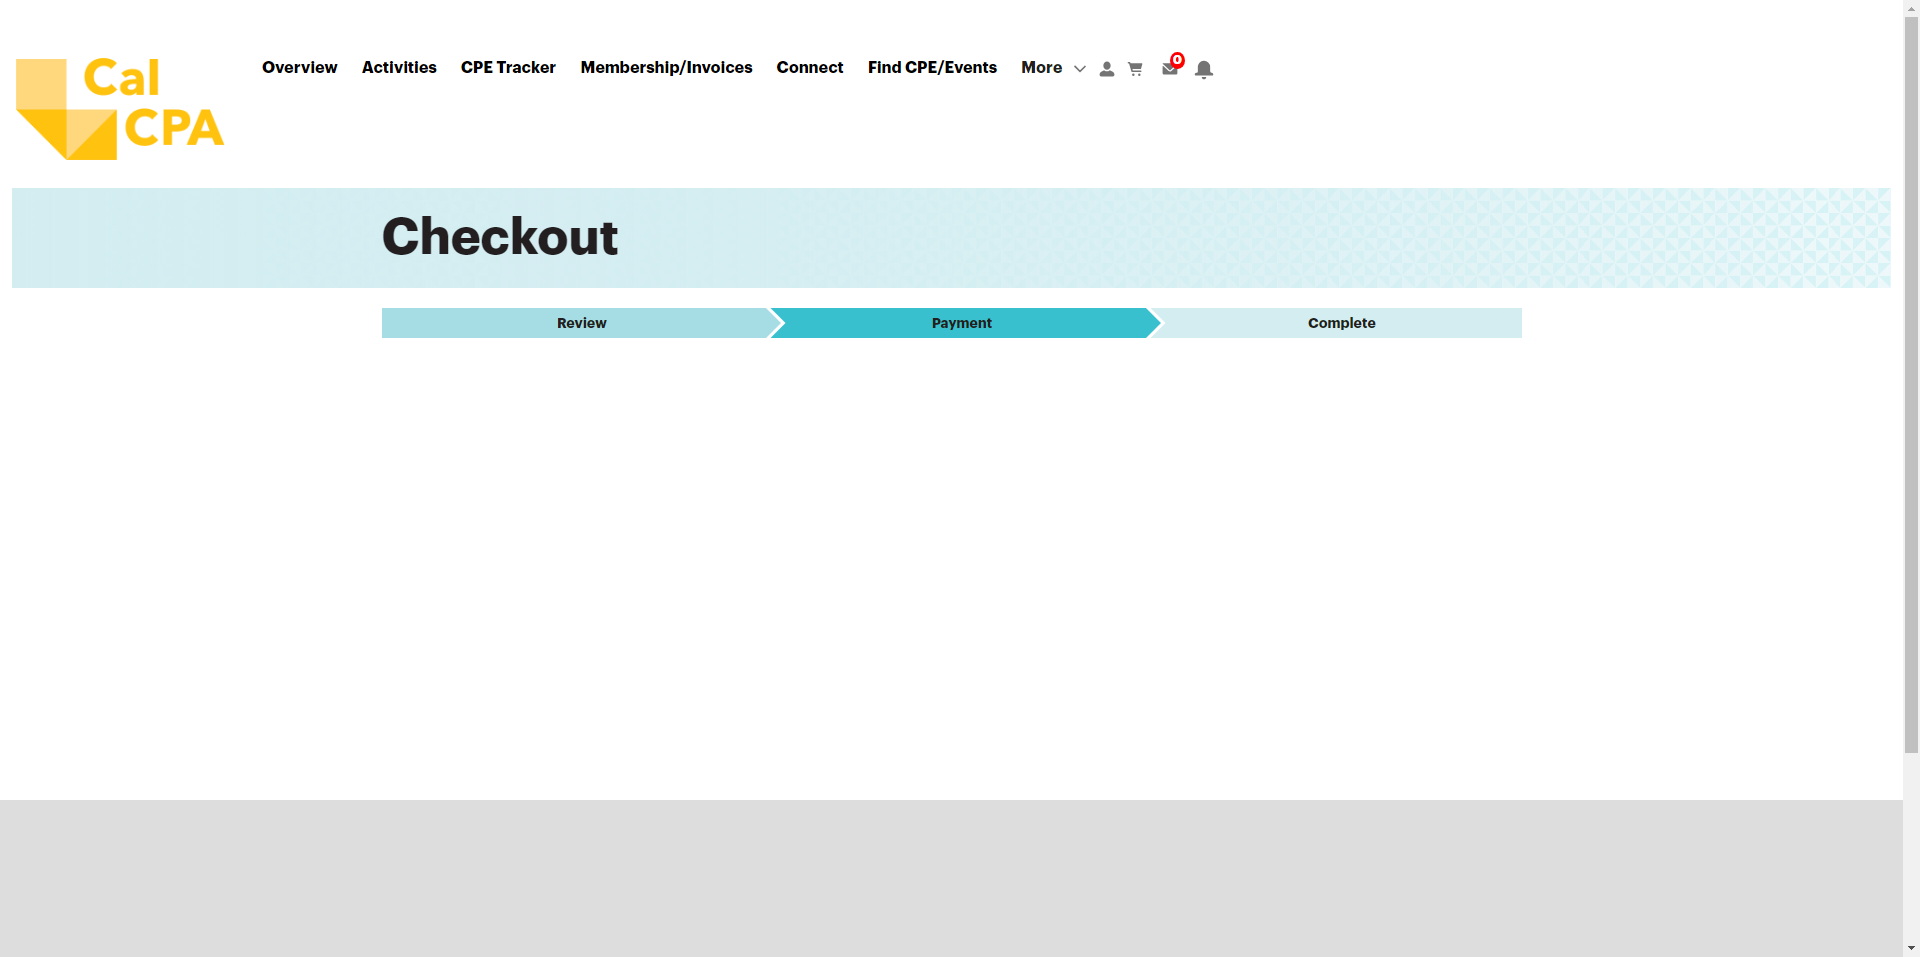 Cal
CPA
Overview Activities CPE Tracker Membership/Invoices Connect Find CPE/Events More 0
Checkout
Review Payment Complete